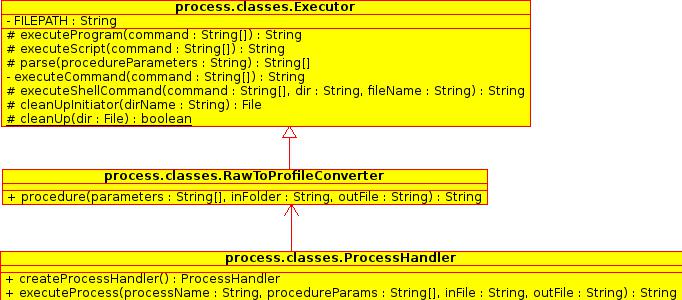 process.classes.Executor
- FILEPATH : String
# executeProgram(command : String[]) : String
# executeScript(command : String[]) : String
# parse(procedureParameters : String) : String[]
- executeCommand(command : String[]) : String
# executeShellCommand(command : String[], dir : String, fileName : String) : String
# cleanUpInitiator(dirName : String) : File
# cleanUp(dir : File) : boolean
process.classes.RawToProfileConverter
+ procedure(parameters : String[], inFolder : String, outFile : String) : String
process.classes.ProcessHandler
+ createProcessHandler() : ProcessHandler
+ executeProcess(processName : String, procedureParams : String[], inFile : String, outFile : String) : String